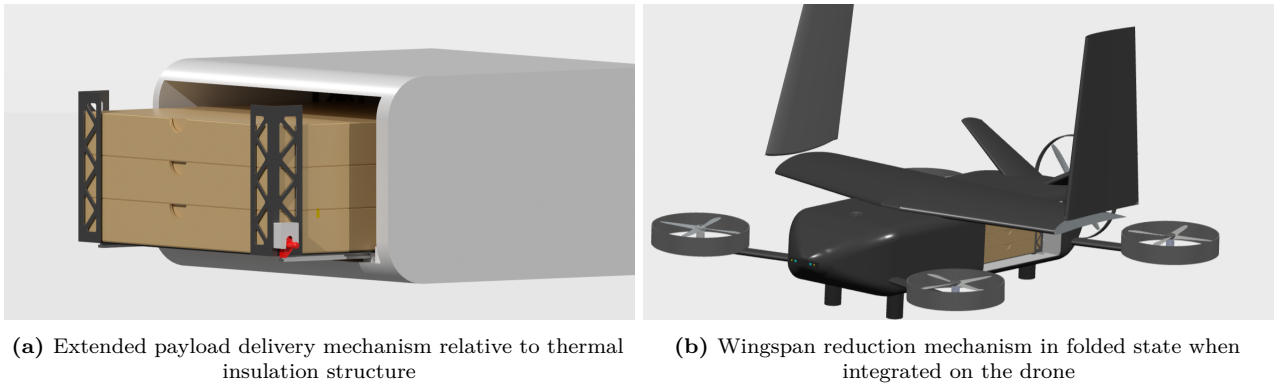 (a) Extended payload delivery mechanism relative to thermal
insulation structure
(b) Wingspan reduction mechanism in folded state when
integrated on the drone